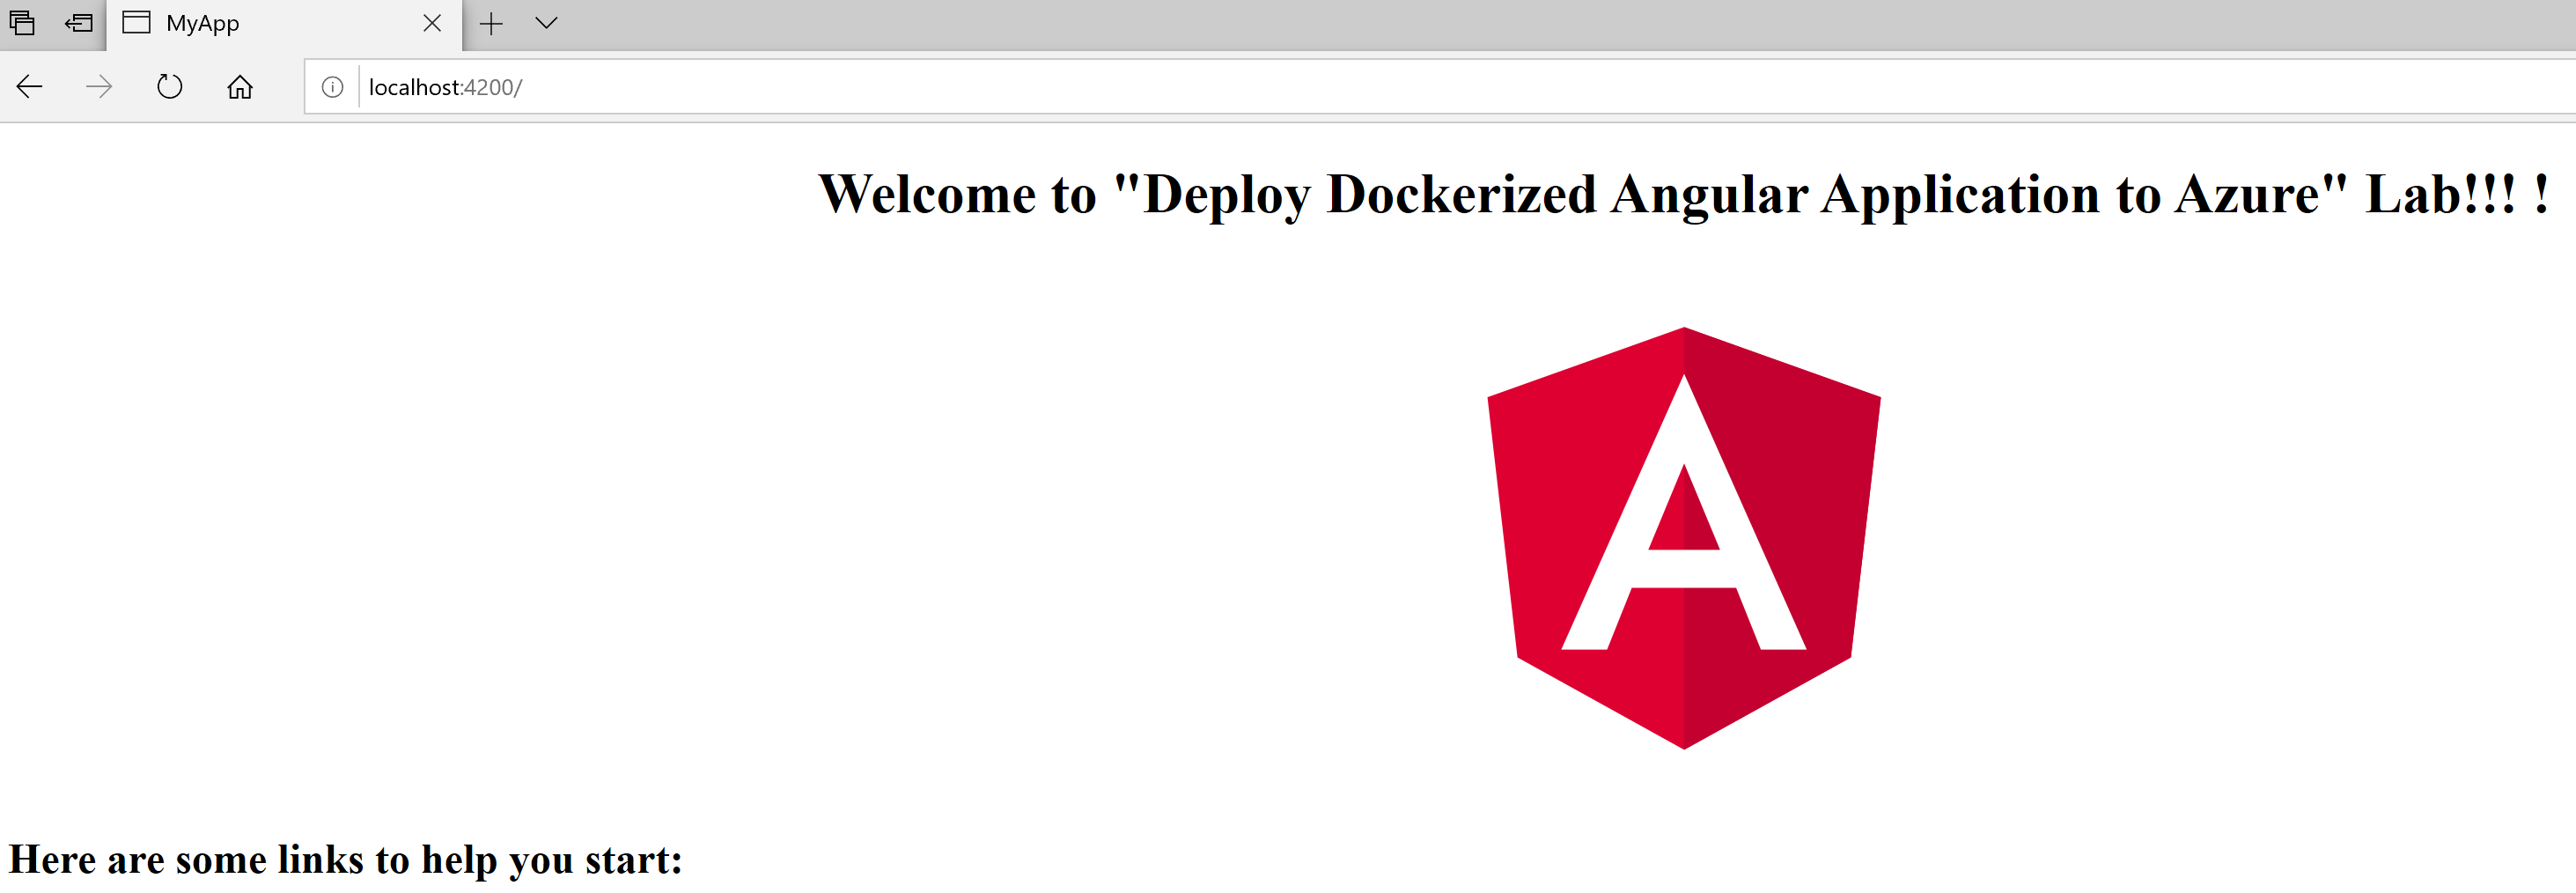 MyApp
localhost:4200/
Welcome to "Deploy Dockerized Angular Application to Azure" Lab!!! !
A
Here are some links to help you start: